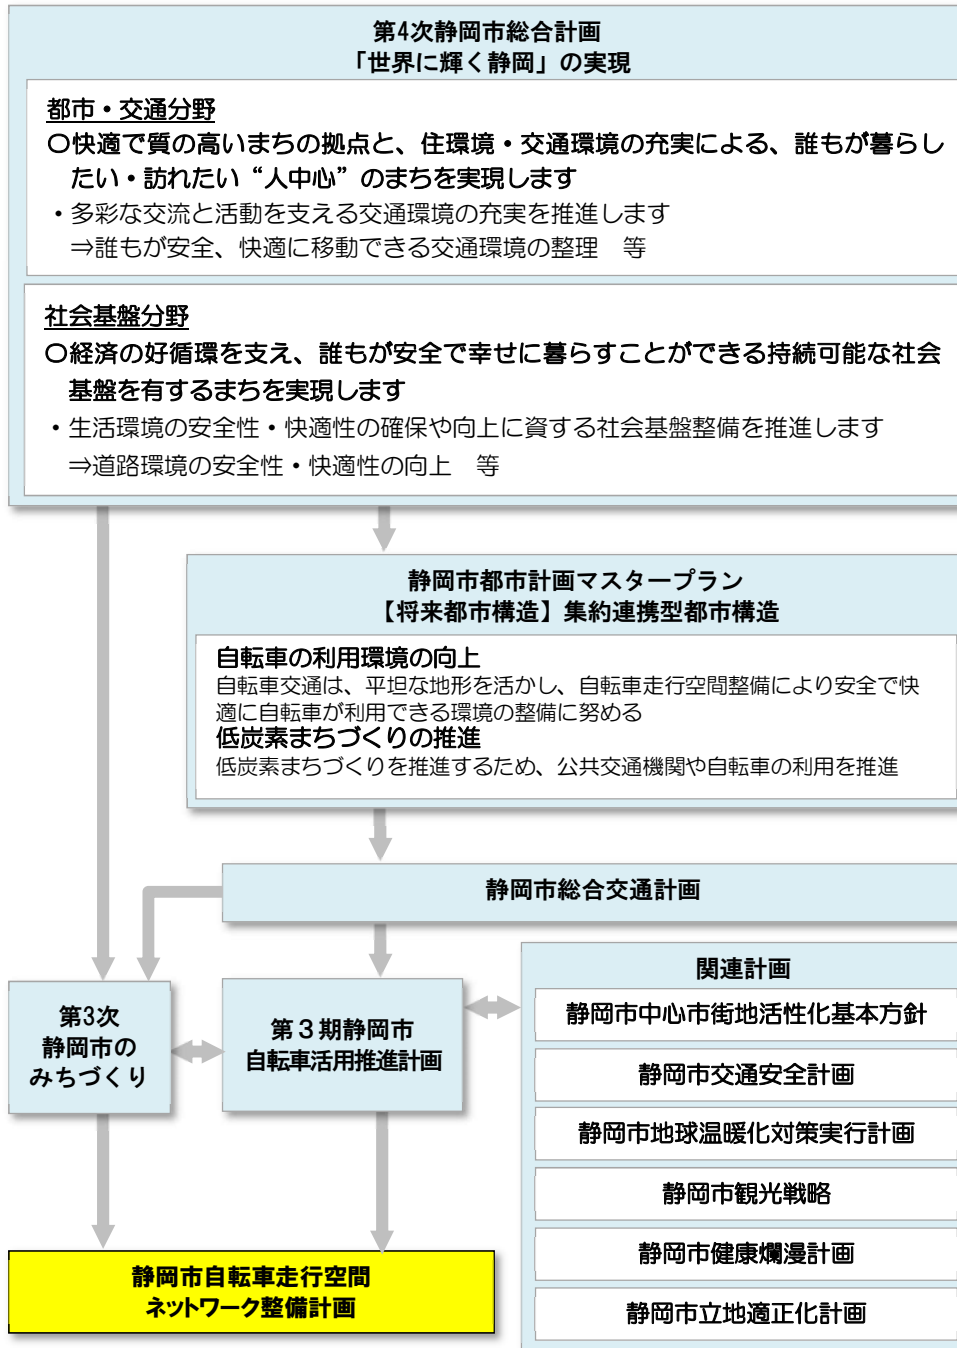 第4次静岡市総合計画
「世界に輝く静岡」の実現
都市・交通分野
〇快適で質の高いまちの拠点と、住環境・交通環境の充実による、誰もが暮らし
たい・訪れたい“人中心”のまちを実現します
・多彩な交流と活動を支える交通環境の充実を推進します
⇒誰もが安全、快適に移動できる交通環境の整理　等
社会基盤分野
〇経済の好循環を支え、誰もが安全で幸せに暮らすことができる持続可能な社会
基盤を有するまちを実現します
・生活環境の安全性・快適性の確保や向上に資する社会基盤整備を推進します
⇒道路環境の安全性・快適性の向上　等
静岡市都市計画マスタープラン
【将来都市構造】集約連携型都市構造
自転車の利用環境の向上
自転車交通は、平坦な地形を活かし、自転車走行空間整備により安全で快
適に自転車が利用できる環境の整備に努める
低炭素まちづくりの推進
低炭素まちづくりを推進するため、公共交通機関や自転車の利用を推進
静岡市総合交通計画
第3次
静岡市の
みちづくり
第３期静岡市
自転車活用推進計画
関連計画
静岡市中心市街地活性化基本方針
静岡市交通安全計画
静岡市地球温暖化対策実行計画
静岡市観光戦略
静岡市健康爛漫計画
静岡市立地適正化計画
静岡市自転車走行空間
ネットワーク整備計画